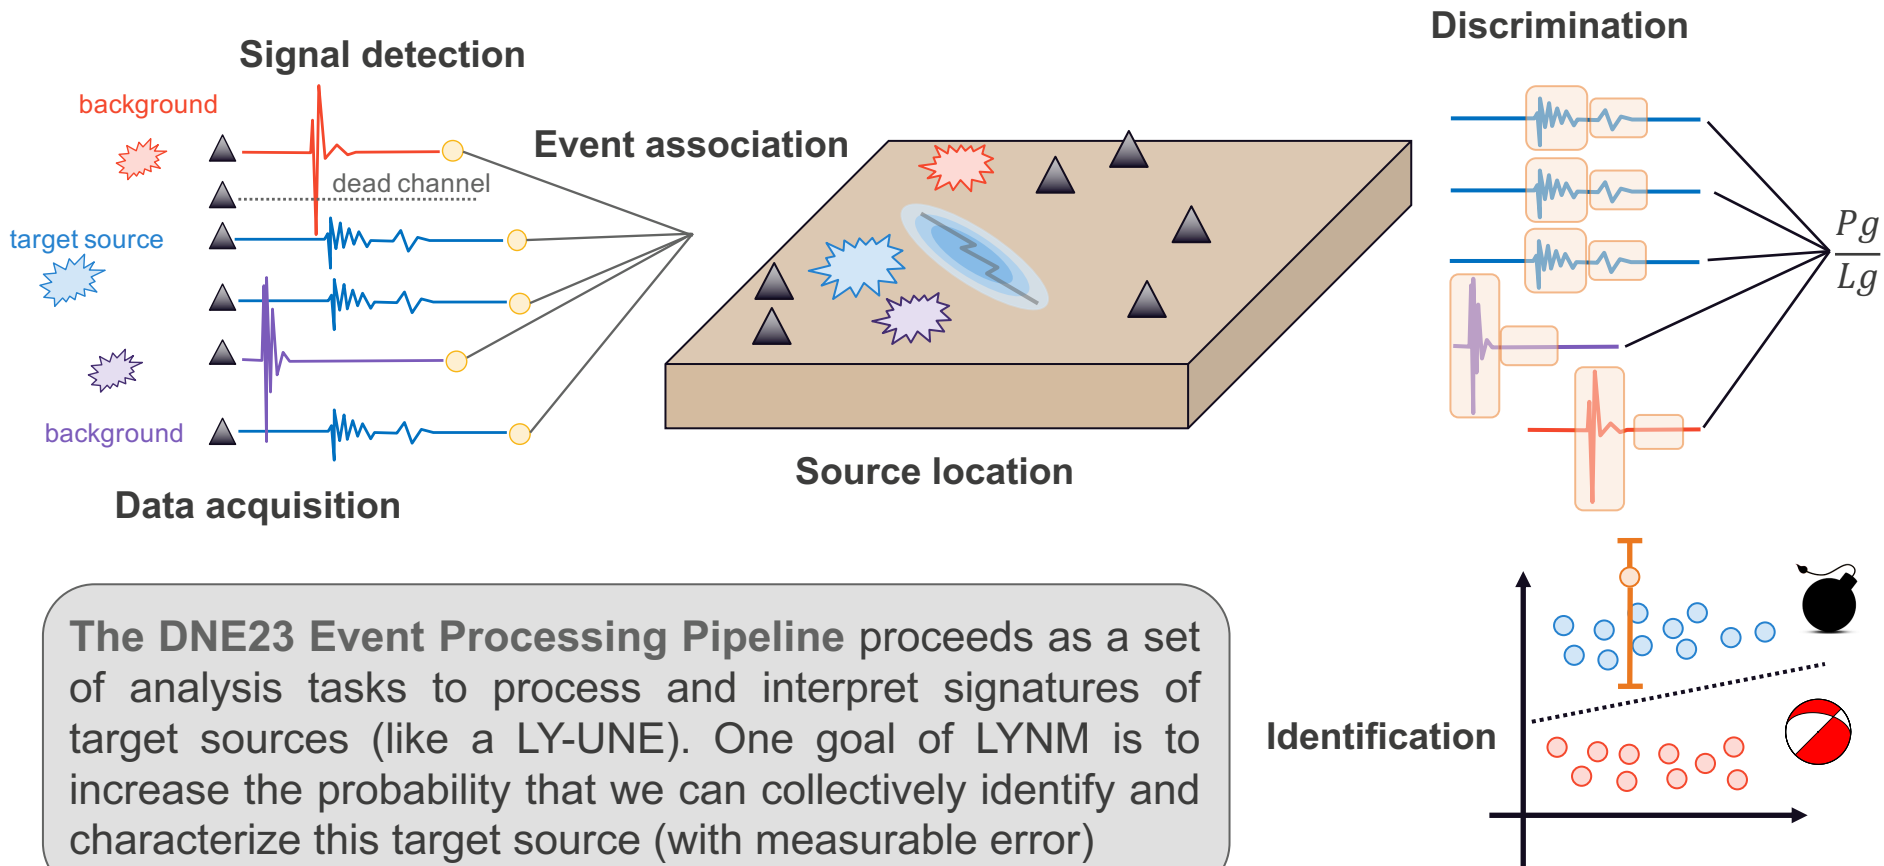 Signal detection
background
dead channel
target source
background
Data acquisition
Event association
Source location
Discrimination
Pg
Lg
Identification
The DNE23 Event Processing Pipeline proceeds as a set
of analysis tasks to process and interpret signatures of
target sources (like a LY-UNE). One goal of LYNM is to
increase the probability that we can collectively identify and
characterize this target source (with measurable error)